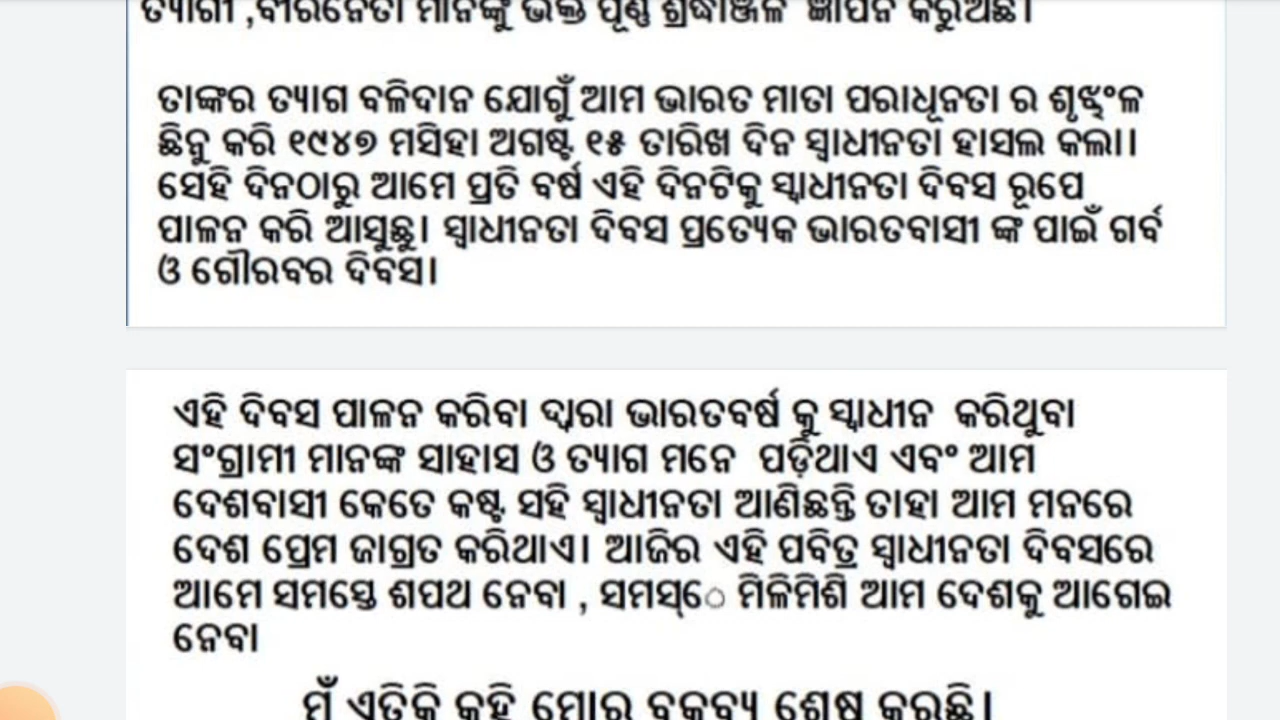 ତ୍ୟାଗୀ ,ବୀରନେତା ମାନଙ୍କୁ ଭକ୍ତି ପୂର୍ଣ୍ଣ ଶ୍ରଦ୍ଧାଞ୍ଜଳି ଜ୍ଞାପନ କରୁଅଛି।
ତାଙ୍କର ତ୍ୟାଗ ବଳିଦାନ ଯୋଗୁଁ ଆମ ଭାରତ ମାତା ପରାଧୂନତା ର ଶୃଙ୍ଖଂଳ
ଛିନ୍ନ କରି ୧୯୪୭ ମସିହା ଅଗଷ୍ଟ ୧୫ ତାରିଖ ଦିନ ସ୍ୱାଧୀନତା ହାସଲ କଲା।
ସେହି ଦିନଠାରୁ ଆମେ ପ୍ରତି ବର୍ଷ ଏହି ଦିନଟିକୁ ସ୍ୱାଧୀନତା ଦିବସ ରୂପେ
ପାଳନ କରି ଆସୁଛୁ। ସ୍ୱାଧୀନତା ଦିବସ ପ୍ରତ୍ୟେକ ଭାରତବାସୀ ଙ୍କ ପାଇଁ ଗର୍ବ
ଓ ଗୌରବର ଦିବସ।
ଏହି ଦିବସ ପାଳନ କରିବା ଦ୍ୱାରା ଭାରତବର୍ଷ କୁ ସ୍ୱାଧୀନ କରିଥୁବା
ସଂଗ୍ରାମୀ ମାନଙ୍କ ସାହାସ ଓ ତ୍ୟାଗ ମନେ ପଡ଼ିଥାଏ ଏବଂ ଆମ
ଦେଶବାସୀ କେତେ କଷ୍ଟ ସହି ସ୍ୱାଧୀନତା ଆଣିଛନ୍ତି ତାହା ଆମ ମନରେ
ଦେଶ ପ୍ରେମ ଜାଗ୍ରତ କରିଥାଏ। ଆଜିର ଏହି ପବିତ୍ର ସ୍ୱାଧୀନତା ଦିବସରେ
ଆମେ ସମସ୍ତେ ଶପଥ ନେବା , ସମସ୍େ ମିଳିମିଶି ଆମ ଦେଶକୁ ଆଗେଇ
ନେବା
ମୁଁ ଏତିକି କହି ମୋର ବକ୍ତବ୍ୟ ଶେଷ କରୁଛି।